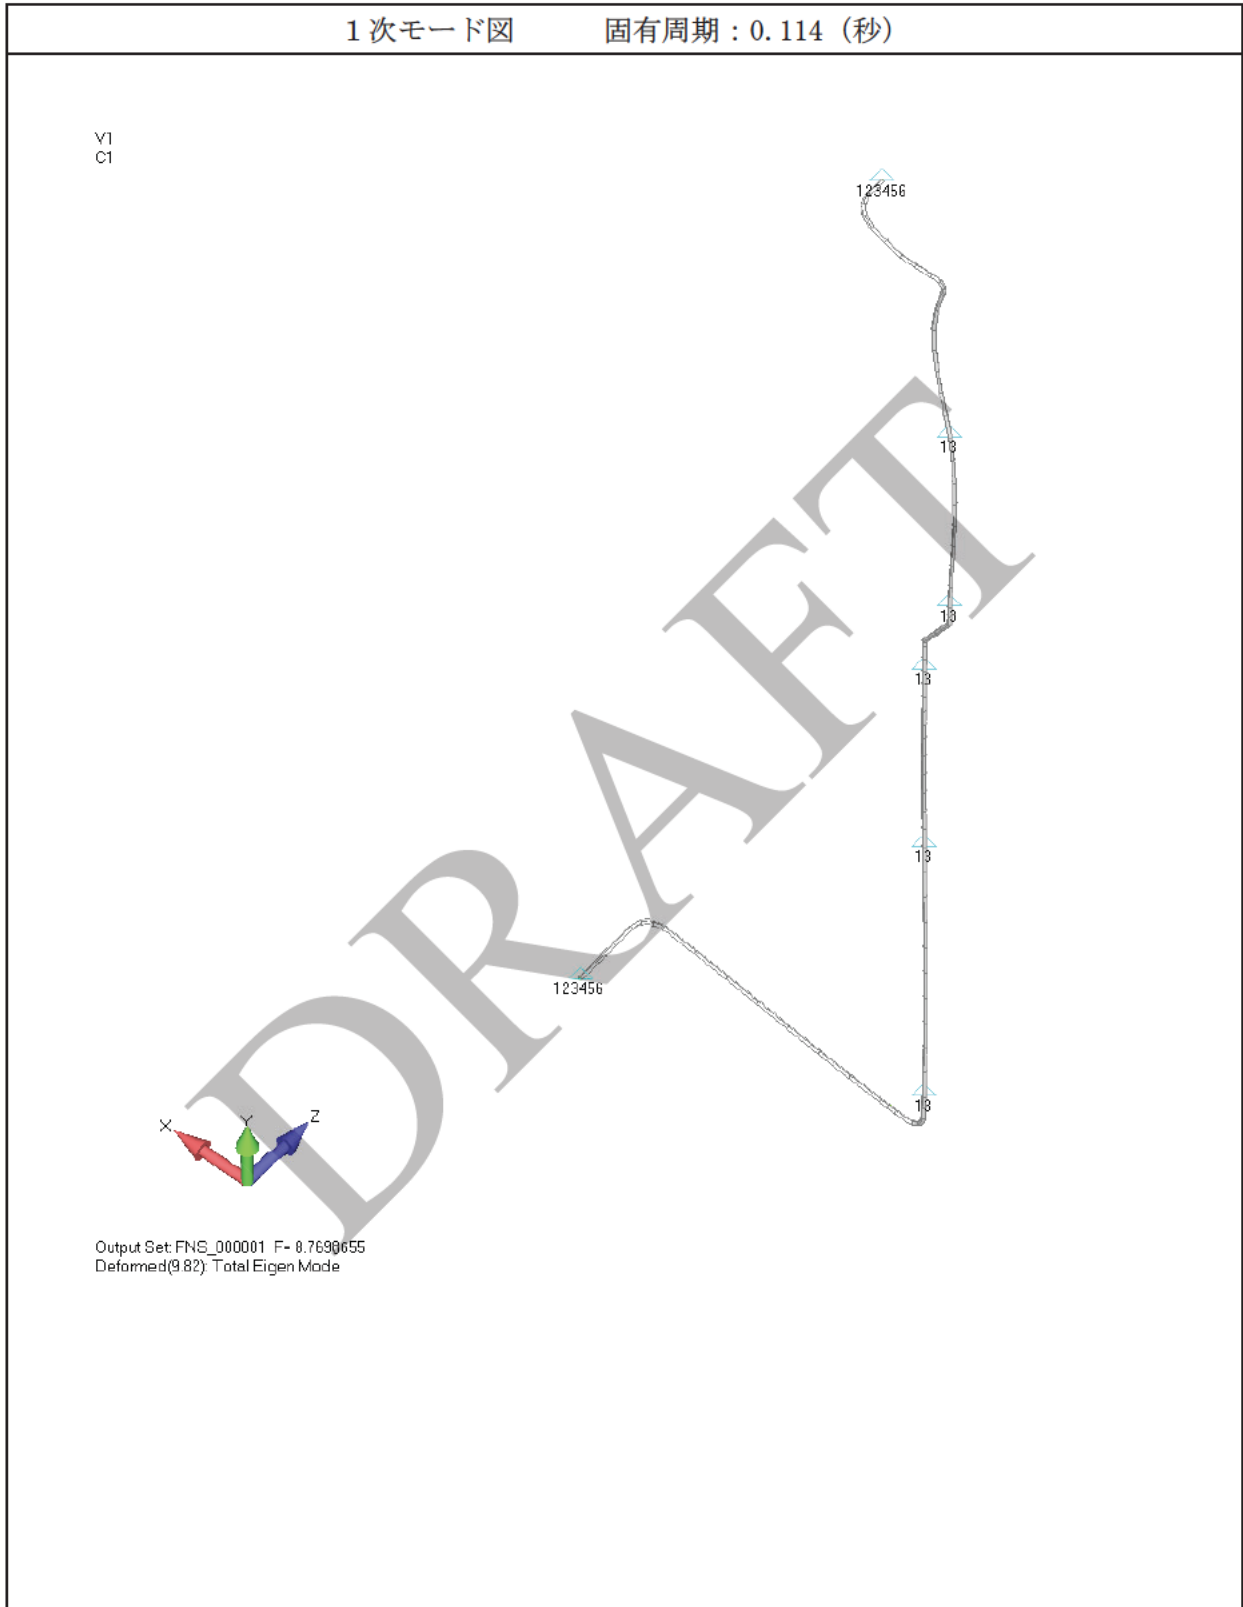 1次モード図 固有周期：0.114（秒）
V1
C1
123456
13
13
13
13
123456
13
X
Y
Z
DRAFT
Output Set: FNS_000001 F= 8.7698655
Deformed(9.82): Total Eigen Mode